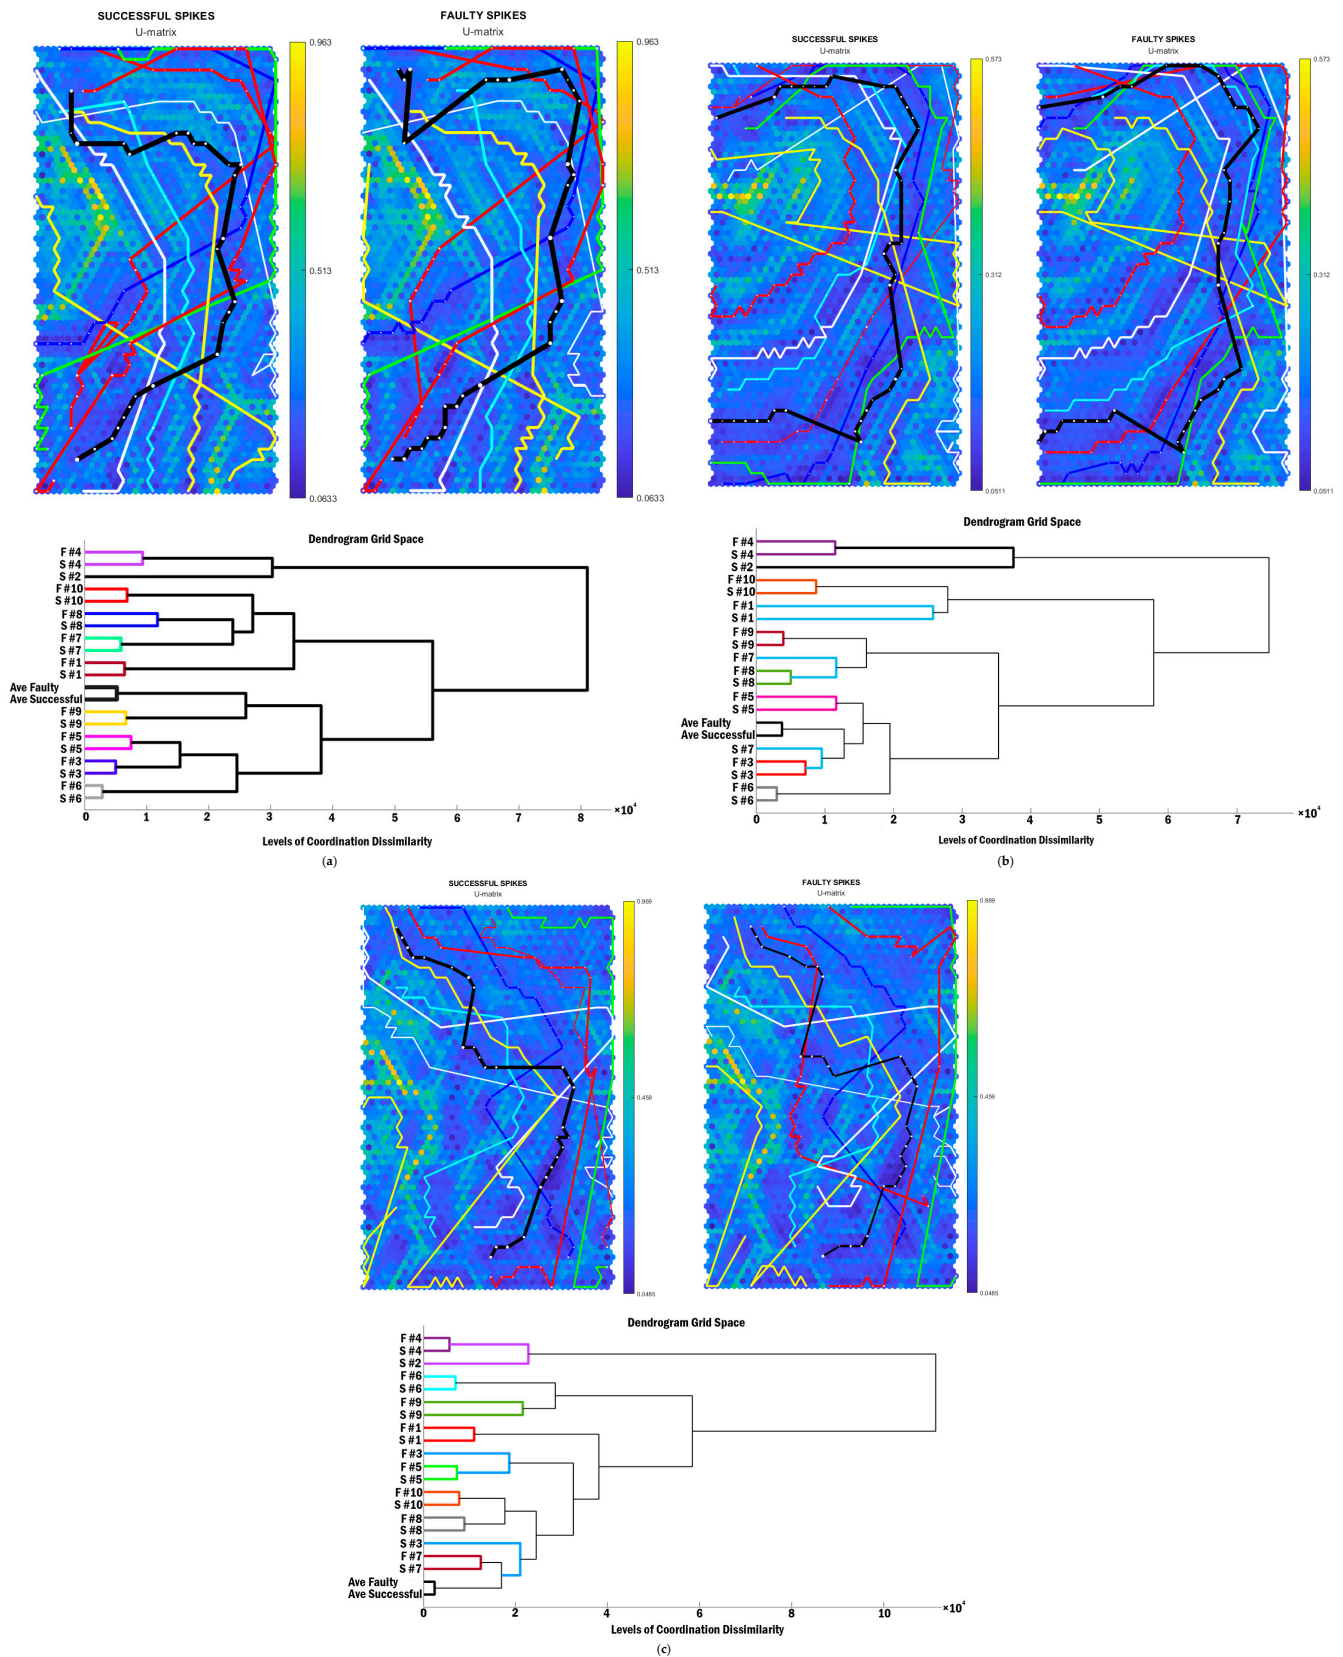 SUCCESSFUL SPIKES
U-matrix
0.963
0.513
0.0633
FAULTY SPIKES
U-matrix
0.963
0.513
0.0633
Dendrogram Grid Space
F #4
S #4
S #2
F #10
S #10
F #8
S #8
F #7
S #7
F #1
S #1
Ave Faulty
Ave Successful
F #9
S #9
F #5
S #5
F #3
S #3
F #6
S #6
0 1 2 3 4 5 6 7 8 ×10⁴
Levels of Coordination Dissimilarity
(a)
SUCCESSFUL SPIKES
U-matrix
0.573
0.312
0.0511
FAULTY SPIKES
U-matrix
0.573
0.312
0.0511
Dendrogram Grid Space
F #4
S #4
S #2
F #10
S #10
F #1
S #1
F #9
S #9
F #7
F #8
S #8
F #5
S #5
Ave Faulty
Ave Successful
S #7
F #3
S #3
F #6
S #6
0 1 2 3 4 5 6 7 ×10⁴
Levels of Coordination Dissimilarity
(b)
SUCCESSFUL SPIKES
U-matrix
0.869
0.459
0.0485
FAULTY SPIKES
U-matrix
0.869
0.459
0.0485
Dendrogram Grid Space
F #4
S #4
S #2
F #6
S #6
F #9
S #9
F #1
S #1
F #3
F #5
S #5
F #10
S #10
F #8
S #8
S #3
F #7
S #7
Ave Faulty
Ave Successful
0 2 4 6 8 10 ×10⁴
Levels of Coordination Dissimilarity
(c)